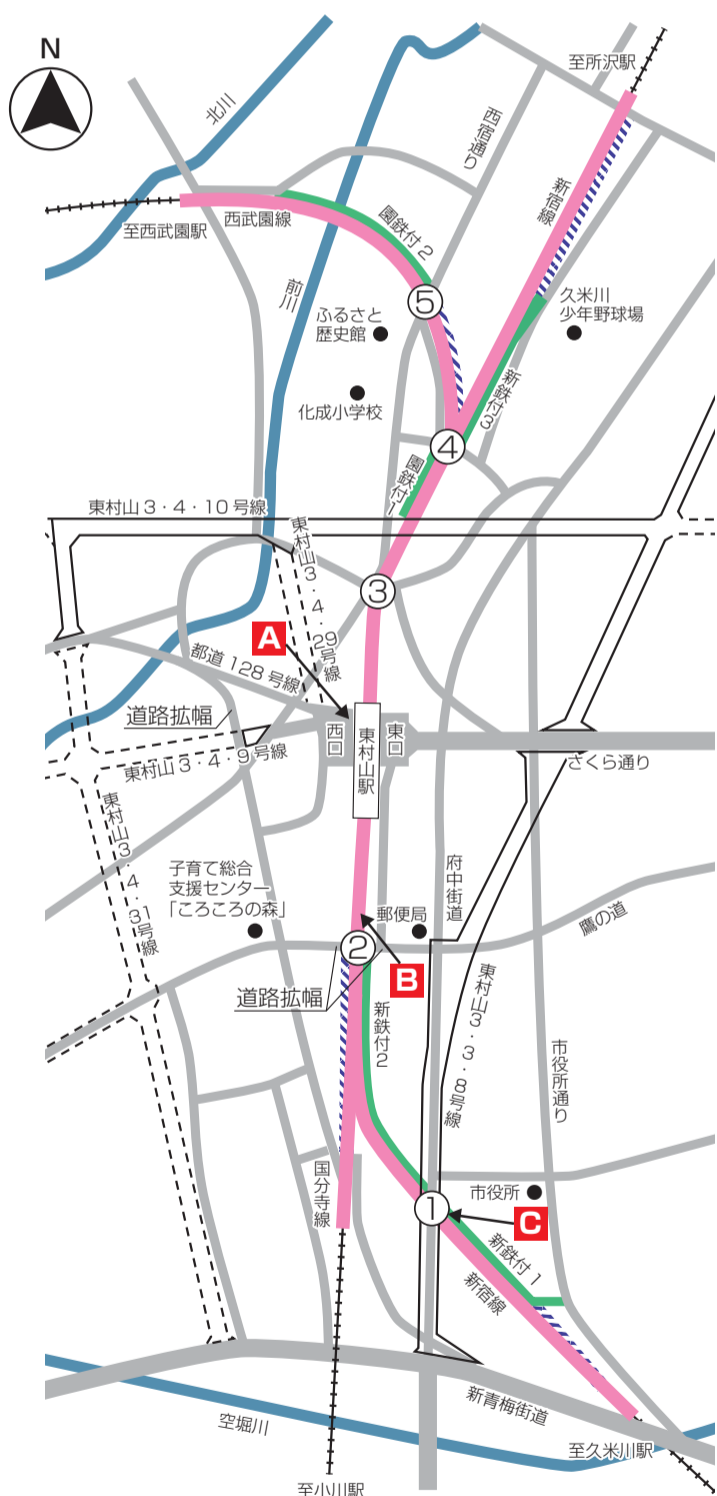 N
至所沢駅
北川
西宿通り
新宿線
園鉄付2
至西武園駅
西武園線
前川
⑤
久米川
少年野球場
ふるさと
歴史館
化成小学校
新鉄付3
④
園鉄付1
東村山3・4・10号線
東村山3・4・29号線
③
A
都道128号線
道路拡幅
西口
東村山駅
東口
さくら通り
東村山3・4・9号線
東村山3・4・31号線
子育て総合
支援センター
「ころころの森」
郵便局
府中街道
鷹の道
②
B
道路拡幅
新鉄付2
東村山3・3・8号線
市役所通り
国分寺線
市役所
①
C
新鉄付1
新宿線
新青梅街道
空堀川
至久米川駅
至小川駅